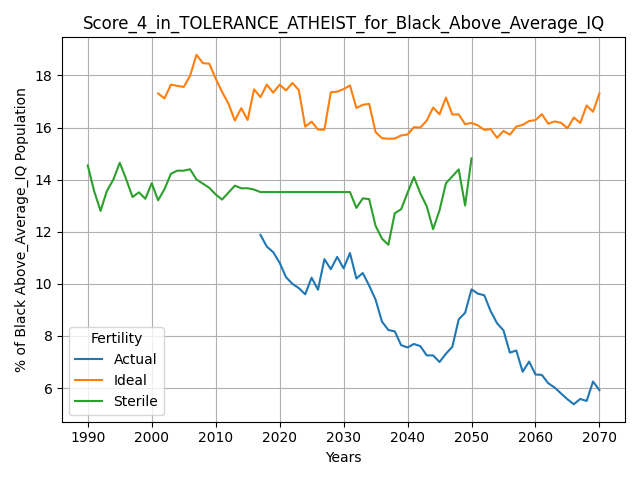 Score_4_in_TOLERANCE_ATHEIST_for_Black_Above_Average_IQ
% of Black Above_Average_IQ Population
18
16
14
12
10
8
6
Fertility
Actual
Ideal
Sterile
1990 2000 2010 2020 2030 2040 2050 2060 2070
Years